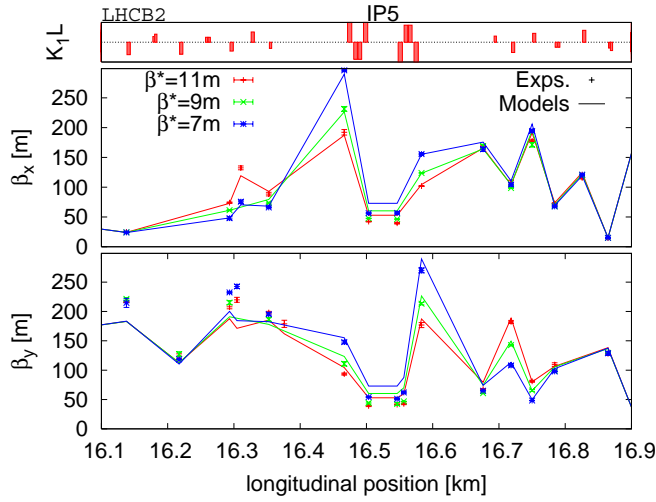 LHCB2 IP5
K1L
β*=11m
β*=9m
β*=7m
Exps.
Models
βx [m]
300
250
200
150
100
50
0
βy [m]
250
200
150
100
50
0
16.1 16.2 16.3 16.4 16.5 16.6 16.7 16.8 16.9
longitudinal position [km]